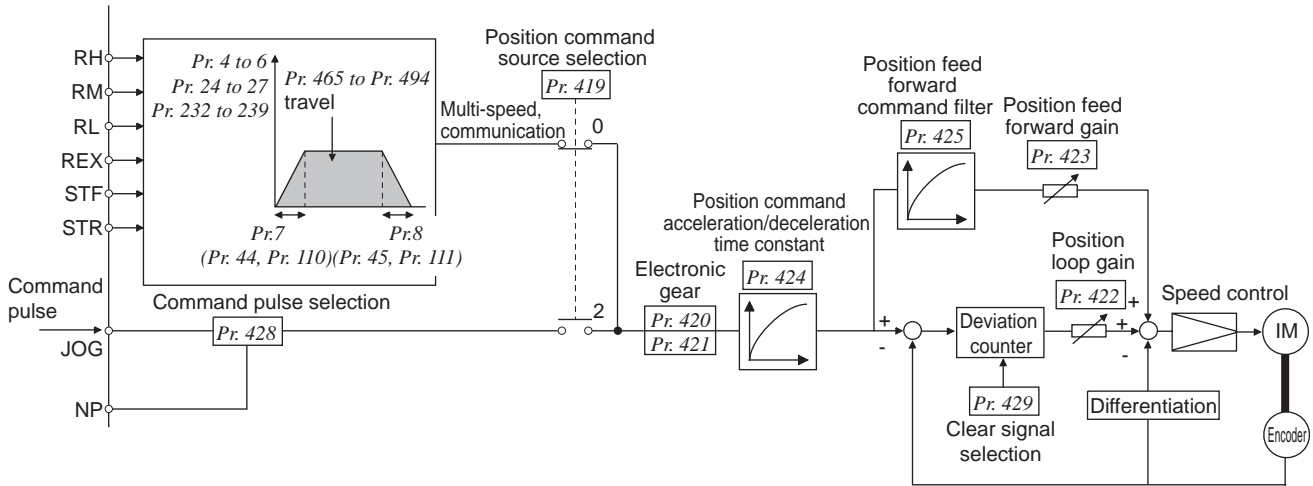 RH
RM
RL
REX
STF
STR
Pr. 4 to 6
Pr. 24 to 27
Pr. 232 to 239
Pr. 465 to Pr. 494
travel
Pr.7
(Pr. 44, Pr. 110)
Pr.8
(Pr. 45, Pr. 111)
Multi-speed,
communication
Position command
source selection
Pr. 419
0
2
Command
pulse
JOG
NP
Command pulse selection
Pr. 428
Electronic
gear
Pr. 420
Pr. 421
Position command
acceleration/deceleration
time constant
Pr. 424
Position feed
forward
command filter
Pr. 425
Position feed
forward gain
Pr. 423
Position
loop gain
Pr. 422
+
-
Deviation
counter
Pr. 429
Clear signal
selection
+
+
-
Speed control
IM
Differentiation
Encoder